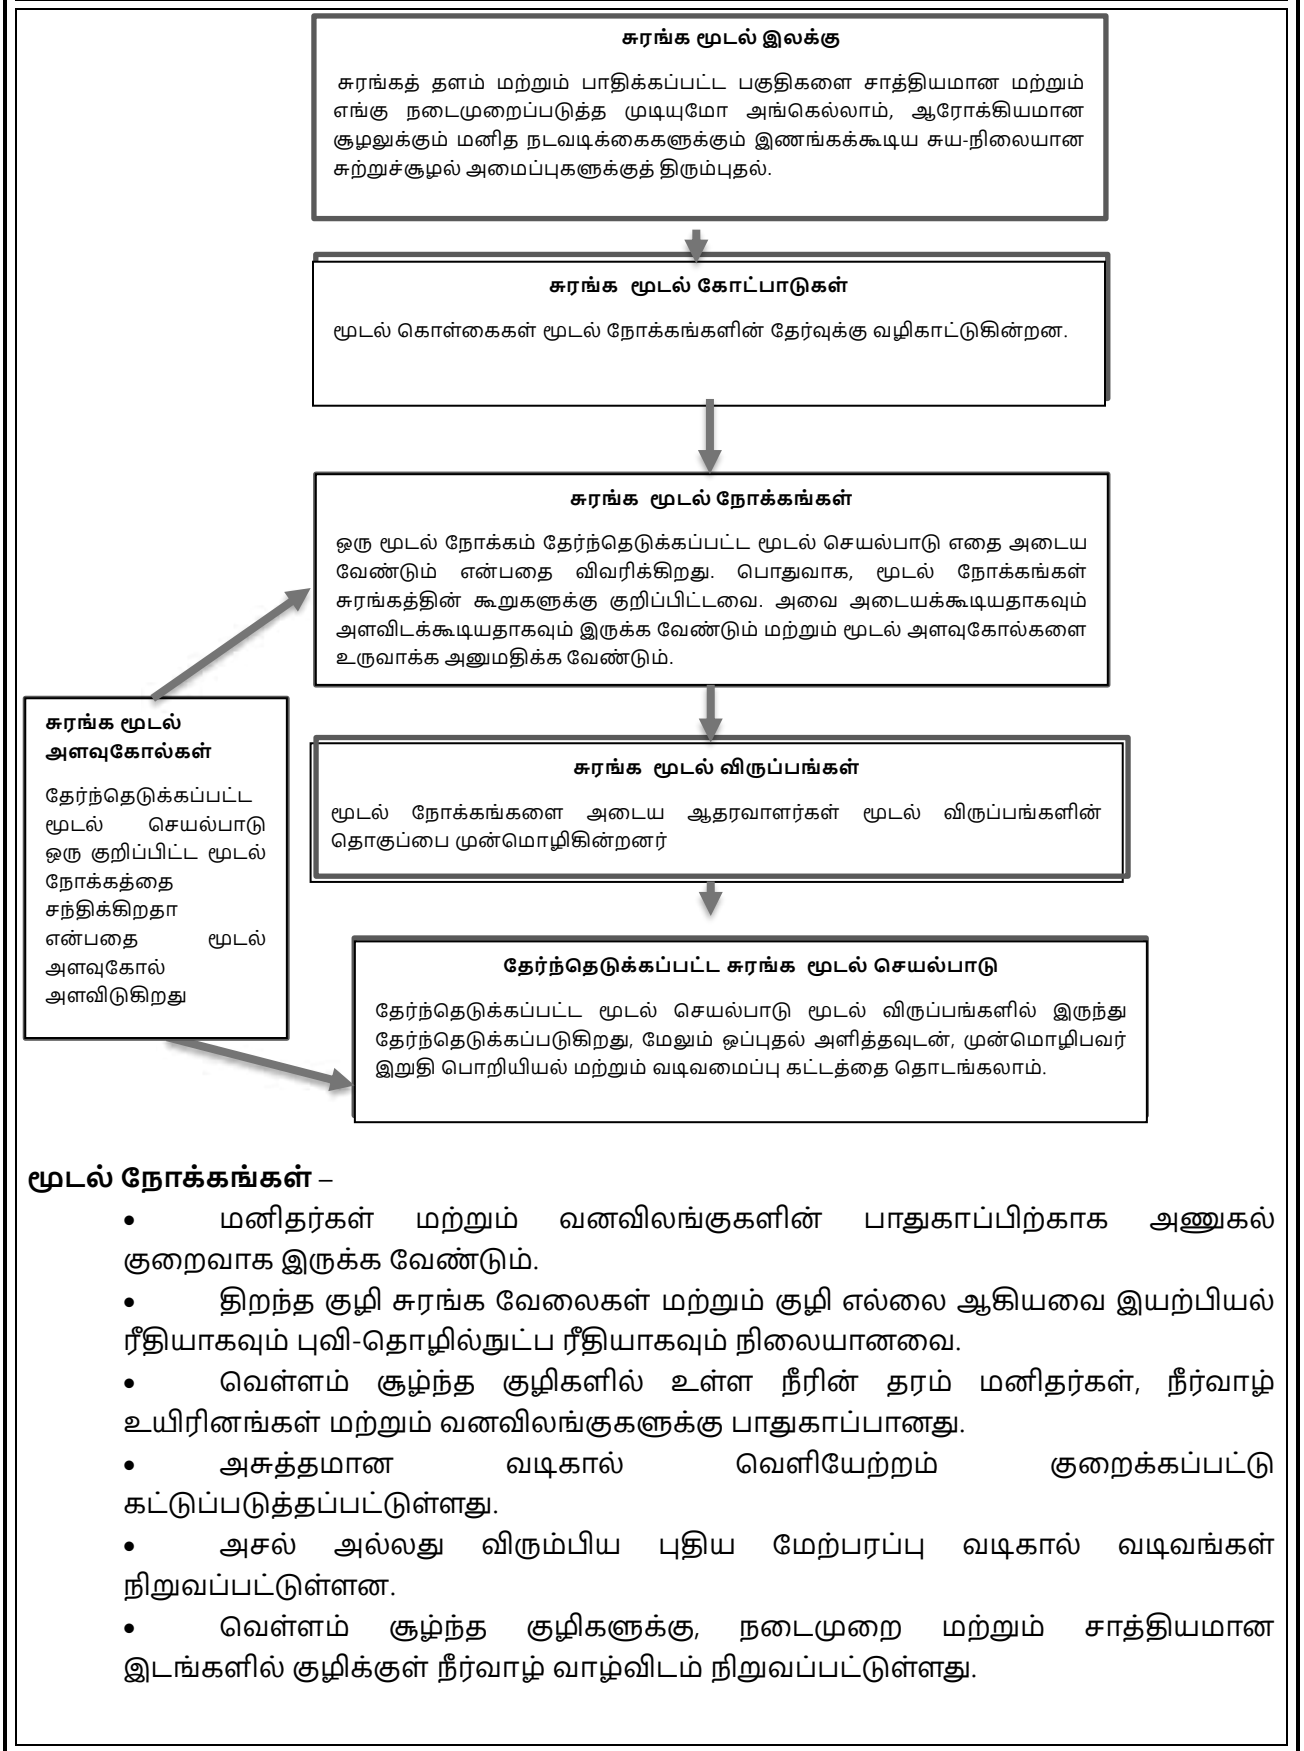 சுரங்க மூடல் இலக்கு
சுரங்கத் தளம் மற்றும் பாதிக்கப்பட்ட பகுதிகளை சாத்தியமான மற்றும்
எங்கு நடைமுறைப்படுத்த முடியுமோ அங்கெல்லாம், ஆரோக்கியமான
சூழலுக்கும் மனித நடவடிக்கைகளுக்கும் இணங்கக்கூடிய சுய-நிலையான
சுற்றுச்சூழல் அமைப்புகளுக்குத் திரும்புதல்.
சுரங்க மூடல் கோட்பாடுகள்
மூடல் கொள்கைகள் மூடல் நோக்கங்களின் தேர்வுக்கு வழிகாட்டுகின்றன.
சுரங்க மூடல் நோக்கங்கள்
ஒரு மூடல் நோக்கம் தேர்ந்தெடுக்கப்பட்ட மூடல் செயல்பாடு எதை அடைய
வேண்டும் என்பதை விவரிக்கிறது. பொதுவாக, மூடல் நோக்கங்கள்
சுரங்கத்தின் கூறுகளுக்கு குறிப்பிட்டவை. அவை அடையக்கூடியதாகவும்
அளவிடக்கூடியதாகவும் இருக்க வேண்டும் மற்றும் மூடல் அளவுகோல்களை
உருவாக்க அனுமதிக்க வேண்டும்.
சுரங்க மூடல்
அளவுகோல்கள்
தேர்ந்தெடுக்கப்பட்ட
மூடல் செயல்பாடு
ஒரு குறிப்பிட்ட மூடல்
நோக்கத்தை
சந்திக்கிறதா
என்பதை மூடல்
அளவுகோல்
அளவிடுகிறது
சுரங்க மூடல் விருப்பங்கள்
மூடல் நோக்கங்களை அடைய ஆதரவாளர்கள் மூடல் விருப்பங்களின்
தொகுப்பை முன்மொழிகின்றனர்
தேர்ந்தெடுக்கப்பட்ட சுரங்க மூடல் செயல்பாடு
தேர்ந்தெடுக்கப்பட்ட மூடல் செயல்பாடு மூடல் விருப்பங்களில் இருந்து
தேர்ந்தெடுக்கப்படுகிறது, மேலும் ஒப்புதல் அளித்தவுடன், முன்மொழிபவர்
இறுதி பொறியியல் மற்றும் வடிவமைப்பு கட்டத்தை தொடங்கலாம்.
மூடல் நோக்கங்கள் –
• மனிதர்கள் மற்றும் வனவிலங்குகளின் பாதுகாப்பிற்காக அணுகல்
குறைவாக இருக்க வேண்டும்.
• திறந்த குழி சுரங்க வேலைகள் மற்றும் குழி எல்லை ஆகியவை இயற்பியல்
ரீதியாகவும் புவி-தொழில்நுட்ப ரீதியாகவும் நிலையானவை.
• வெள்ளம் சூழ்ந்த குழிகளில் உள்ள நீரின் தரம் மனிதர்கள், நீர்வாழ்
உயிரினங்கள் மற்றும் வனவிலங்குகளுக்கு பாதுகாப்பானது.
• அசுத்தமான வடிகால் வெளியேற்றம் குறைக்கப்பட்டு
கட்டுப்படுத்தப்பட்டுள்ளது.
• அசல் அல்லது விரும்பிய புதிய மேற்பரப்பு வடிகால் வடிவங்கள்
நிறுவப்பட்டுள்ளன.
• வெள்ளம் சூழ்ந்த குழிகளுக்கு, நடைமுறை மற்றும் சாத்தியமான
இடங்களில் குழிக்குள் நீர்வாழ் வாழ்விடம் நிறுவப்பட்டுள்ளது.